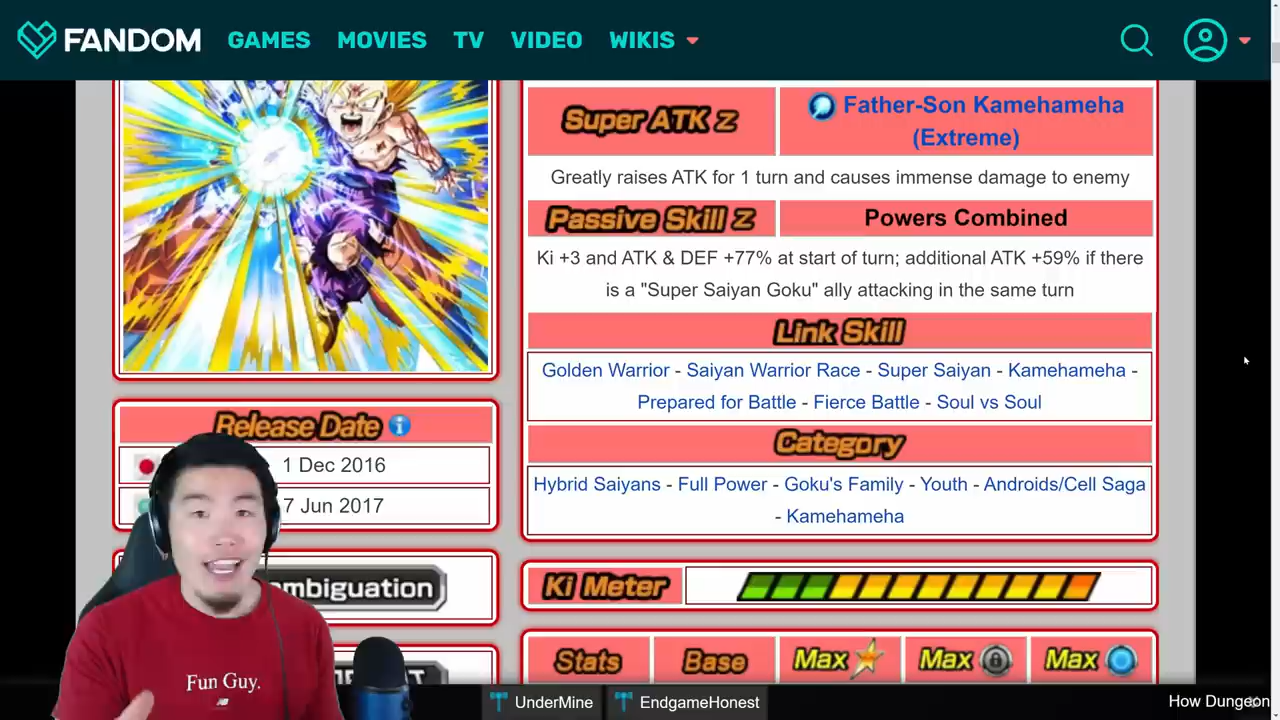 FANDOM GAMES MOVIES TV VIDEO WIKIS
Super ATK Z
Father-Son Kamehameha
(Extreme)
Greatly raises ATK for 1 turn and causes immense damage to enemy
Passive Skill Z
Powers Combined
Ki +3 and ATK & DEF +77% at start of turn; additional ATK +59% if there
is a "Super Saiyan Goku" ally attacking in the same turn
Link Skill
Golden Warrior - Saiyan Warrior Race - Super Saiyan - Kamehameha -
Prepared for Battle - Fierce Battle - Soul vs Soul
Category
Hybrid Saiyans - Full Power - Goku's Family - Youth - Androids/Cell Saga
- Kamehameha
Ki Meter
Stats Base Max Max Max
Release Date i
1 Dec 2016
7 Jun 2017
mbiguation
Fun Guy.
UnderMine EndgameHonest How Dungeon